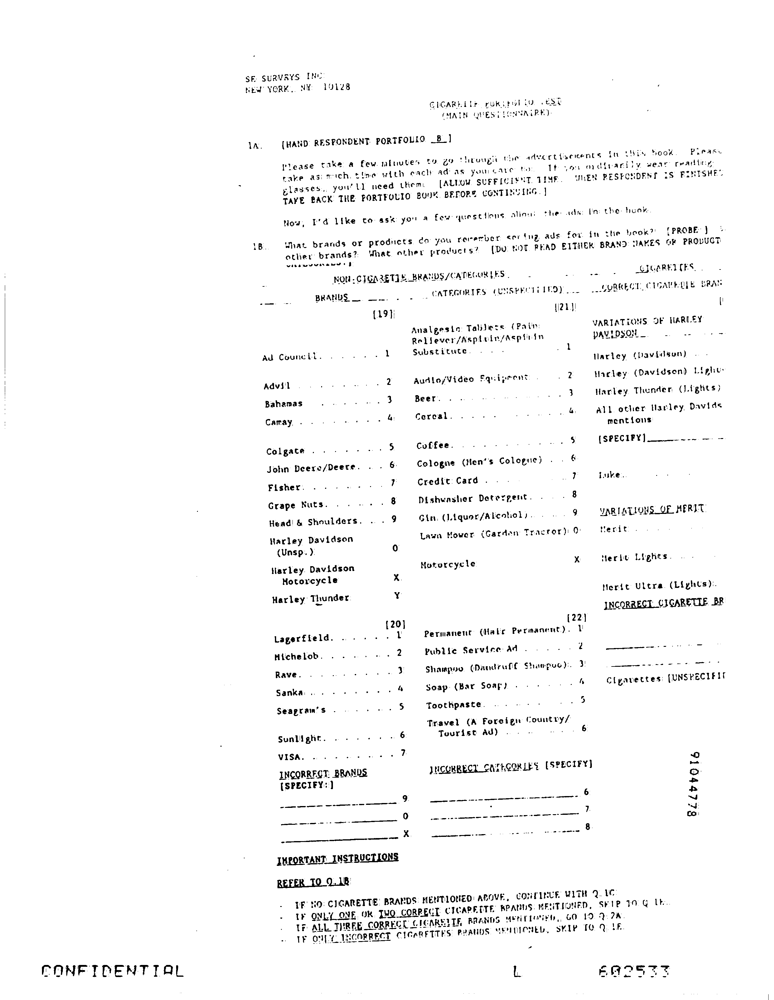 SE SURVEYS INC
NEW YORK, NY 10128
CIGARETTE PORTFOLIO TEST
(MAIN QUESTIONNAIRE)
1A. [HAND RESPONDENT PORTFOLIO _B_]
Please take a few minutes to go through the advertisements in this book. Please
take as much time with each ad as you care to. If you ordinarily wear reading
glasses, you'll need them. [ALLOW SUFFICIENT TIME. WHEN RESPONDENT IS FINISHED
TAKE BACK THE PORTFOLIO BOOK BEFORE CONTINUING.]
Now, I'd like to ask you a few questions about the ads in the book.
1B. What brands or products do you remember seeing ads for in the book? [PROBE:]
other brands? What other products? [DO NOT READ EITHER BRAND NAMES OR PRODUCT
NON-CIGARETTE BRANDS/CATEGORIES CIGARETTES
BRANDS CATEGORIES (UNSPECIFIED) CORRECT CIGARETTE BRAN
[19] [21]
Analgesic Tablets (Pain VARIATIONS OF HARLEY
Reliever/Aspirin/Aspirin DAVIDSON
Ad Council. . . . . . 1 Substitute . . . . 1 Harley (Davidson) . .
Advil . . . . . . . . 2 Audio/Video Equipment . . . 2 Harley (Davidson) Light
Bahamas . . . . . . 3 Beer. . . . . . . . . . . . 3 Harley Thunder (Lights)
Camay . . . . . . . . 4 Cereal. . . . . . . . . . . 4 All other Harley Davids
mentions
Colgate . . . . . . . 5 Coffee. . . . . . . . . . . 5 [SPECIFY]
John Deere/Deere. . . 6 Cologne (Men's Cologne) . . 6
Fisher. . . . . . . . 7 Credit Card . . . . . . . . 7 Luke. . . . .
Grape Nuts. . . . . . 8 Dishwasher Detergent. . . . 8
Head & Shoulders. . . 9 Gin (Liquor/Alcohol). . . . 9 VARIATIONS OF MERIT
Harley Davidson Lawn Mower (Garden Tractor) 0 Merit . . . . .
(Unsp.) 0
Harley Davidson Motorcycle X Merit Lights. . . .
Motorcycle X
Merit Ultra (Lights).
Harley Thunder Y
INCORRECT CIGARETTE BR
[20] [22]
Lagerfield. . . . . . 1 Permanent (Hair Permanent). 1
Michelob. . . . . . . 2 Public Service Ad . . . . . 2
Rave. . . . . . . . . 3 Shampoo (Dandruff Shampoo). 3
Sanka . . . . . . . . 4 Soap (Bar Soap) . . . . . . 4 Cigarettes [UNSPECIFI
Seagram's . . . . . . 5 Toothpaste. . . . . . . . . 5
Travel (A Foreign Country/
Sunlight. . . . . . . 6 Tourist Ad) . . . . . . 6
VISA. . . . . . . . . 7
INCORRECT BRANDS INCORRECT CATEGORIES [SPECIFY]
[SPECIFY:]
9 6
0 7
X 8
91044778
IMPORTANT INSTRUCTIONS
REFER TO Q.1B
- IF NO CIGARETTE BRANDS MENTIONED ABOVE, CONTINUE WITH Q.1C
- IF ONLY ONE OR TWO CORRECT CIGARETTE BRANDS MENTIONED, SKIP TO Q 1E.
- IF ALL THREE CORRECT CIGARETTE BRANDS MENTIONED, GO TO Q.2A
- IF ONLY INCORRECT CIGARETTES BRANDS MENTIONED, SKIP TO Q 1E
CONFIDENTIAL L 602533